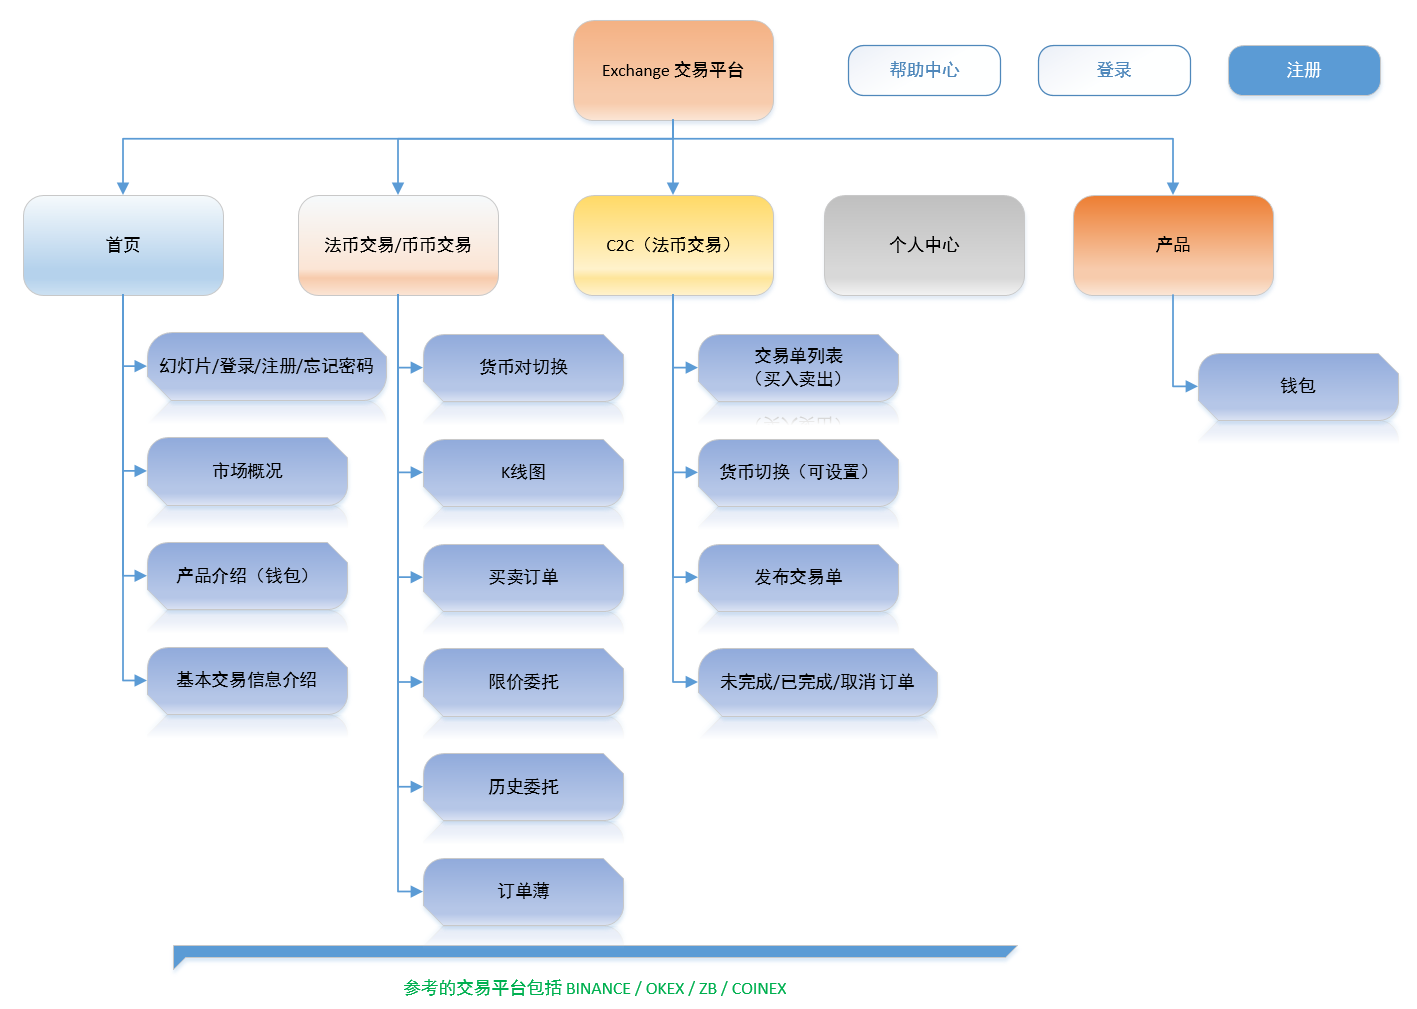 Exchange 交易平台
帮助中心
登录
注册
首页
法币交易/币币交易
C2C（法币交易）
个人中心
产品
幻灯片/登录/注册/忘记密码
市场概况
产品介绍（钱包）
基本交易信息介绍
货币对切换
K线图
买卖订单
限价委托
历史委托
订单薄
交易单列表
（买入卖出）
货币切换（可设置）
发布交易单
未完成/已完成/取消 订单
钱包
参考的交易平台包括 BINANCE / OKEX / ZB / COINEX